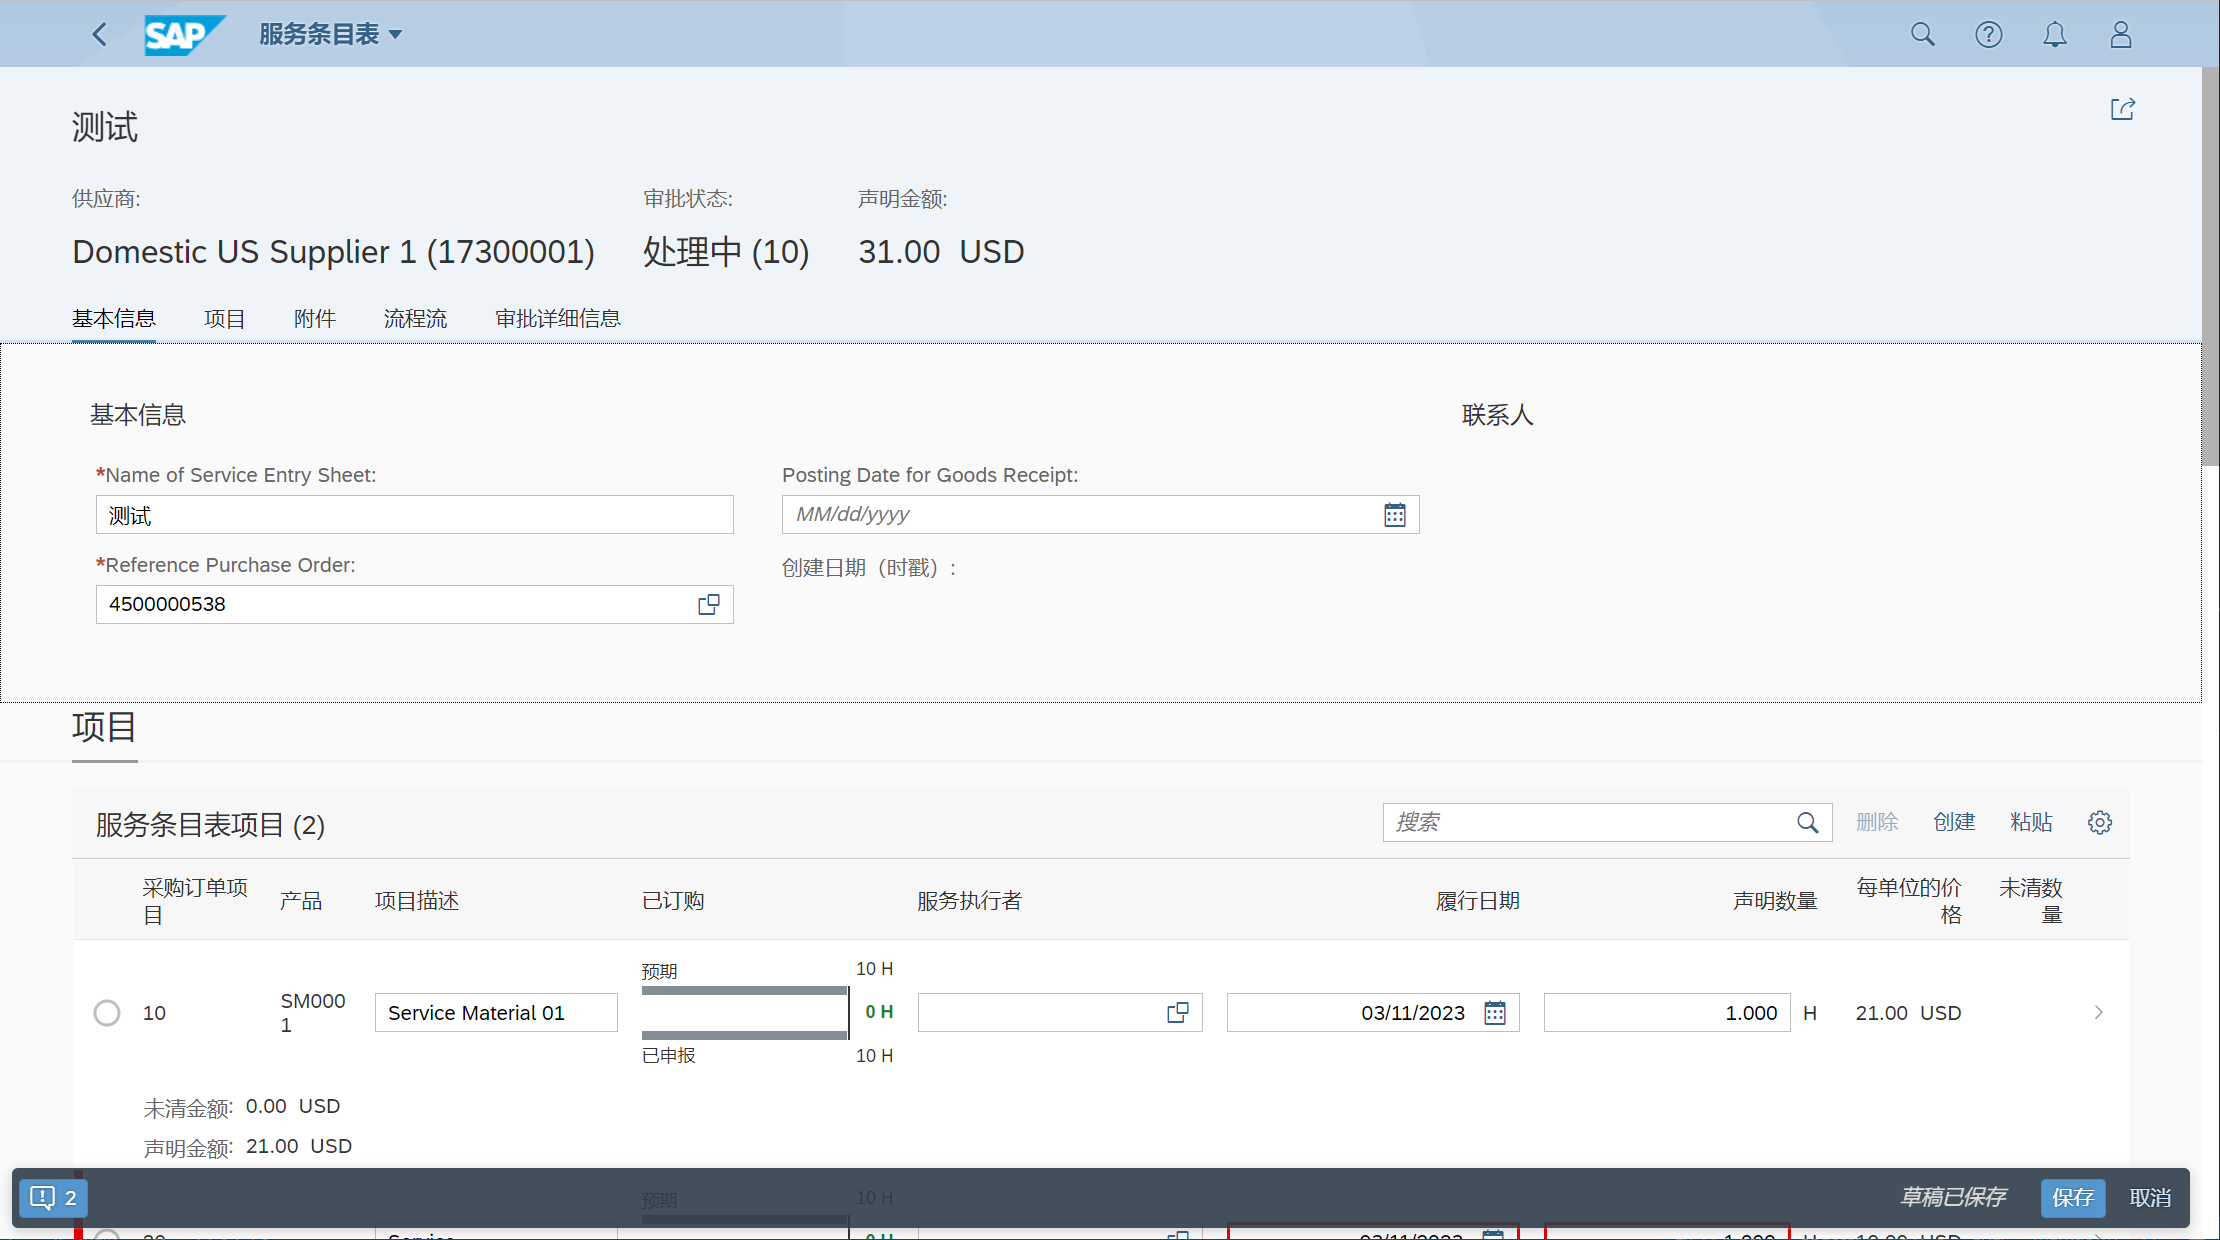 SAP 服务条目表
测试
供应商: 审批状态: 声明金额:
Domestic US Supplier 1 (17300001) 处理中 (10) 31.00 USD
基本信息 项目 附件 流程流 审批详细信息
基本信息 联系人
*Name of Service Entry Sheet: Posting Date for Goods Receipt:
测试 MM/dd/yyyy
*Reference Purchase Order: 创建日期（时戳）:
4500000538
项目
服务条目表项目 (2) 搜索 删除 创建 粘贴
采购订单项目 产品 项目描述 已订购 服务执行者 履行日期 声明数量 每单位的价格 未清数量
预期 10 H
10 SM0001 Service Material 01 0 H 03/11/2023 1.000 H 21.00 USD
已申报 10 H
未清金额: 0.00 USD
声明金额: 21.00 USD
预期 10 H
2 草稿已保存 保存 取消